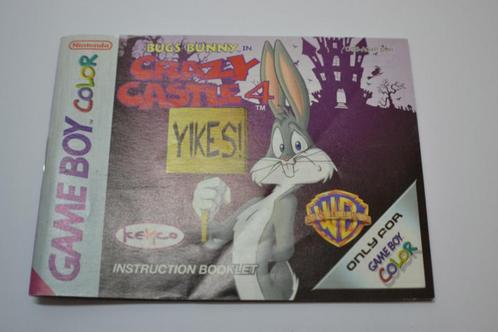 Nintendo
GAME BOY COLOR
BUGS BUNNY IN
CRAZY
CASTLE 4
TM
YIKES!
KEMCO
WB
ONLY FOR
GAME BOY
COLOR
INSTRUCTION BOOKLET